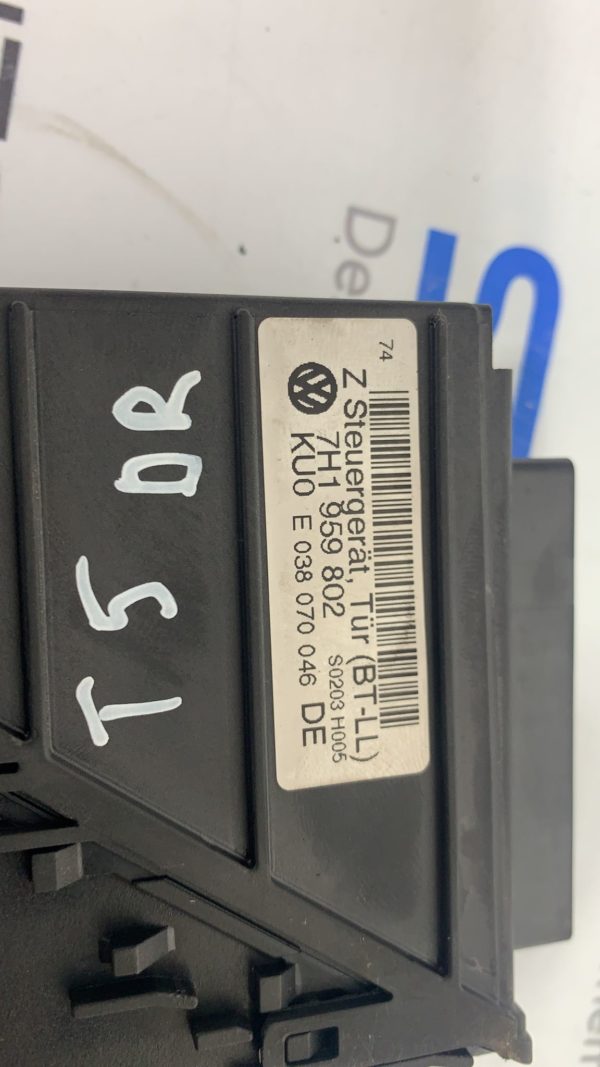 74
Z Steuergerät, Tür (BT-LL)
7H1 959 802 S0203 H005
KU0 E 038 070 046 DE
T5 DR
De